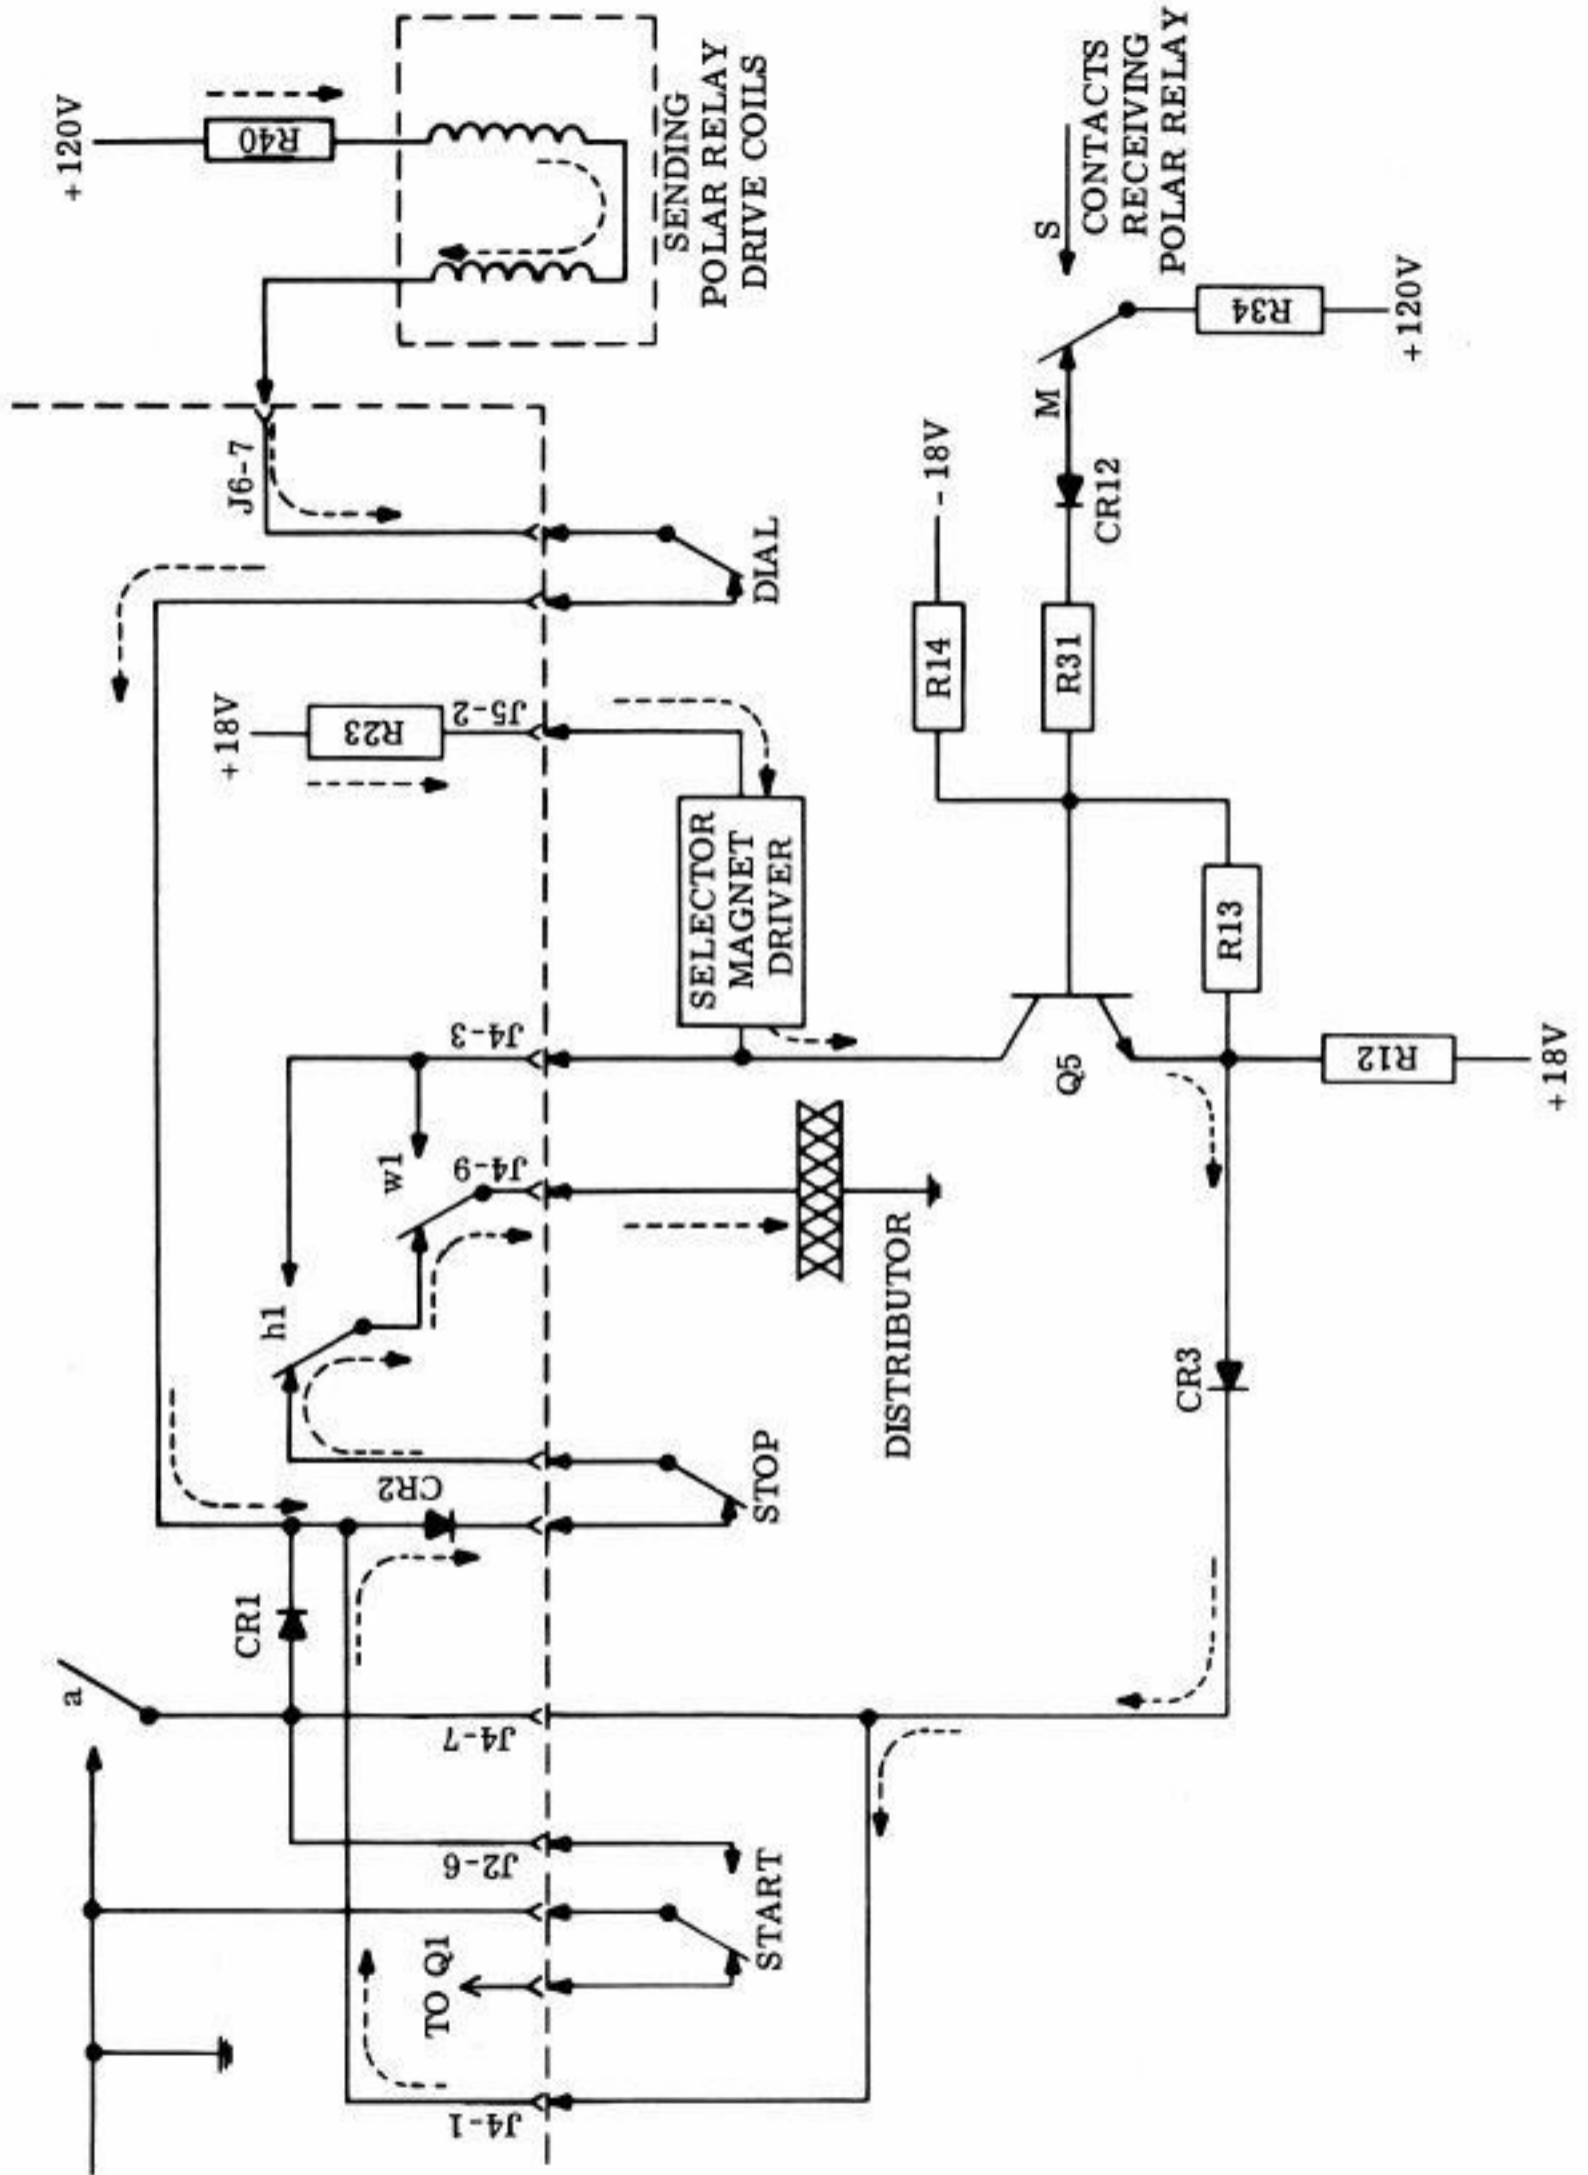 +120V
R40
SENDING
POLAR RELAY
DRIVE COILS
J6-7
DIAL
+18V
R23
J5-2
SELECTOR
MAGNET
DRIVER
J4-3
w1
J4-9
h1
DISTRIBUTOR
CR2
STOP
CR1
a
J4-7
J2-6
START
TO Q1
J4-1
S
CONTACTS
RECEIVING
POLAR RELAY
M
R34
+120V
-18V
CR12
R14
R31
R13
Q5
R12
+18V
CR3